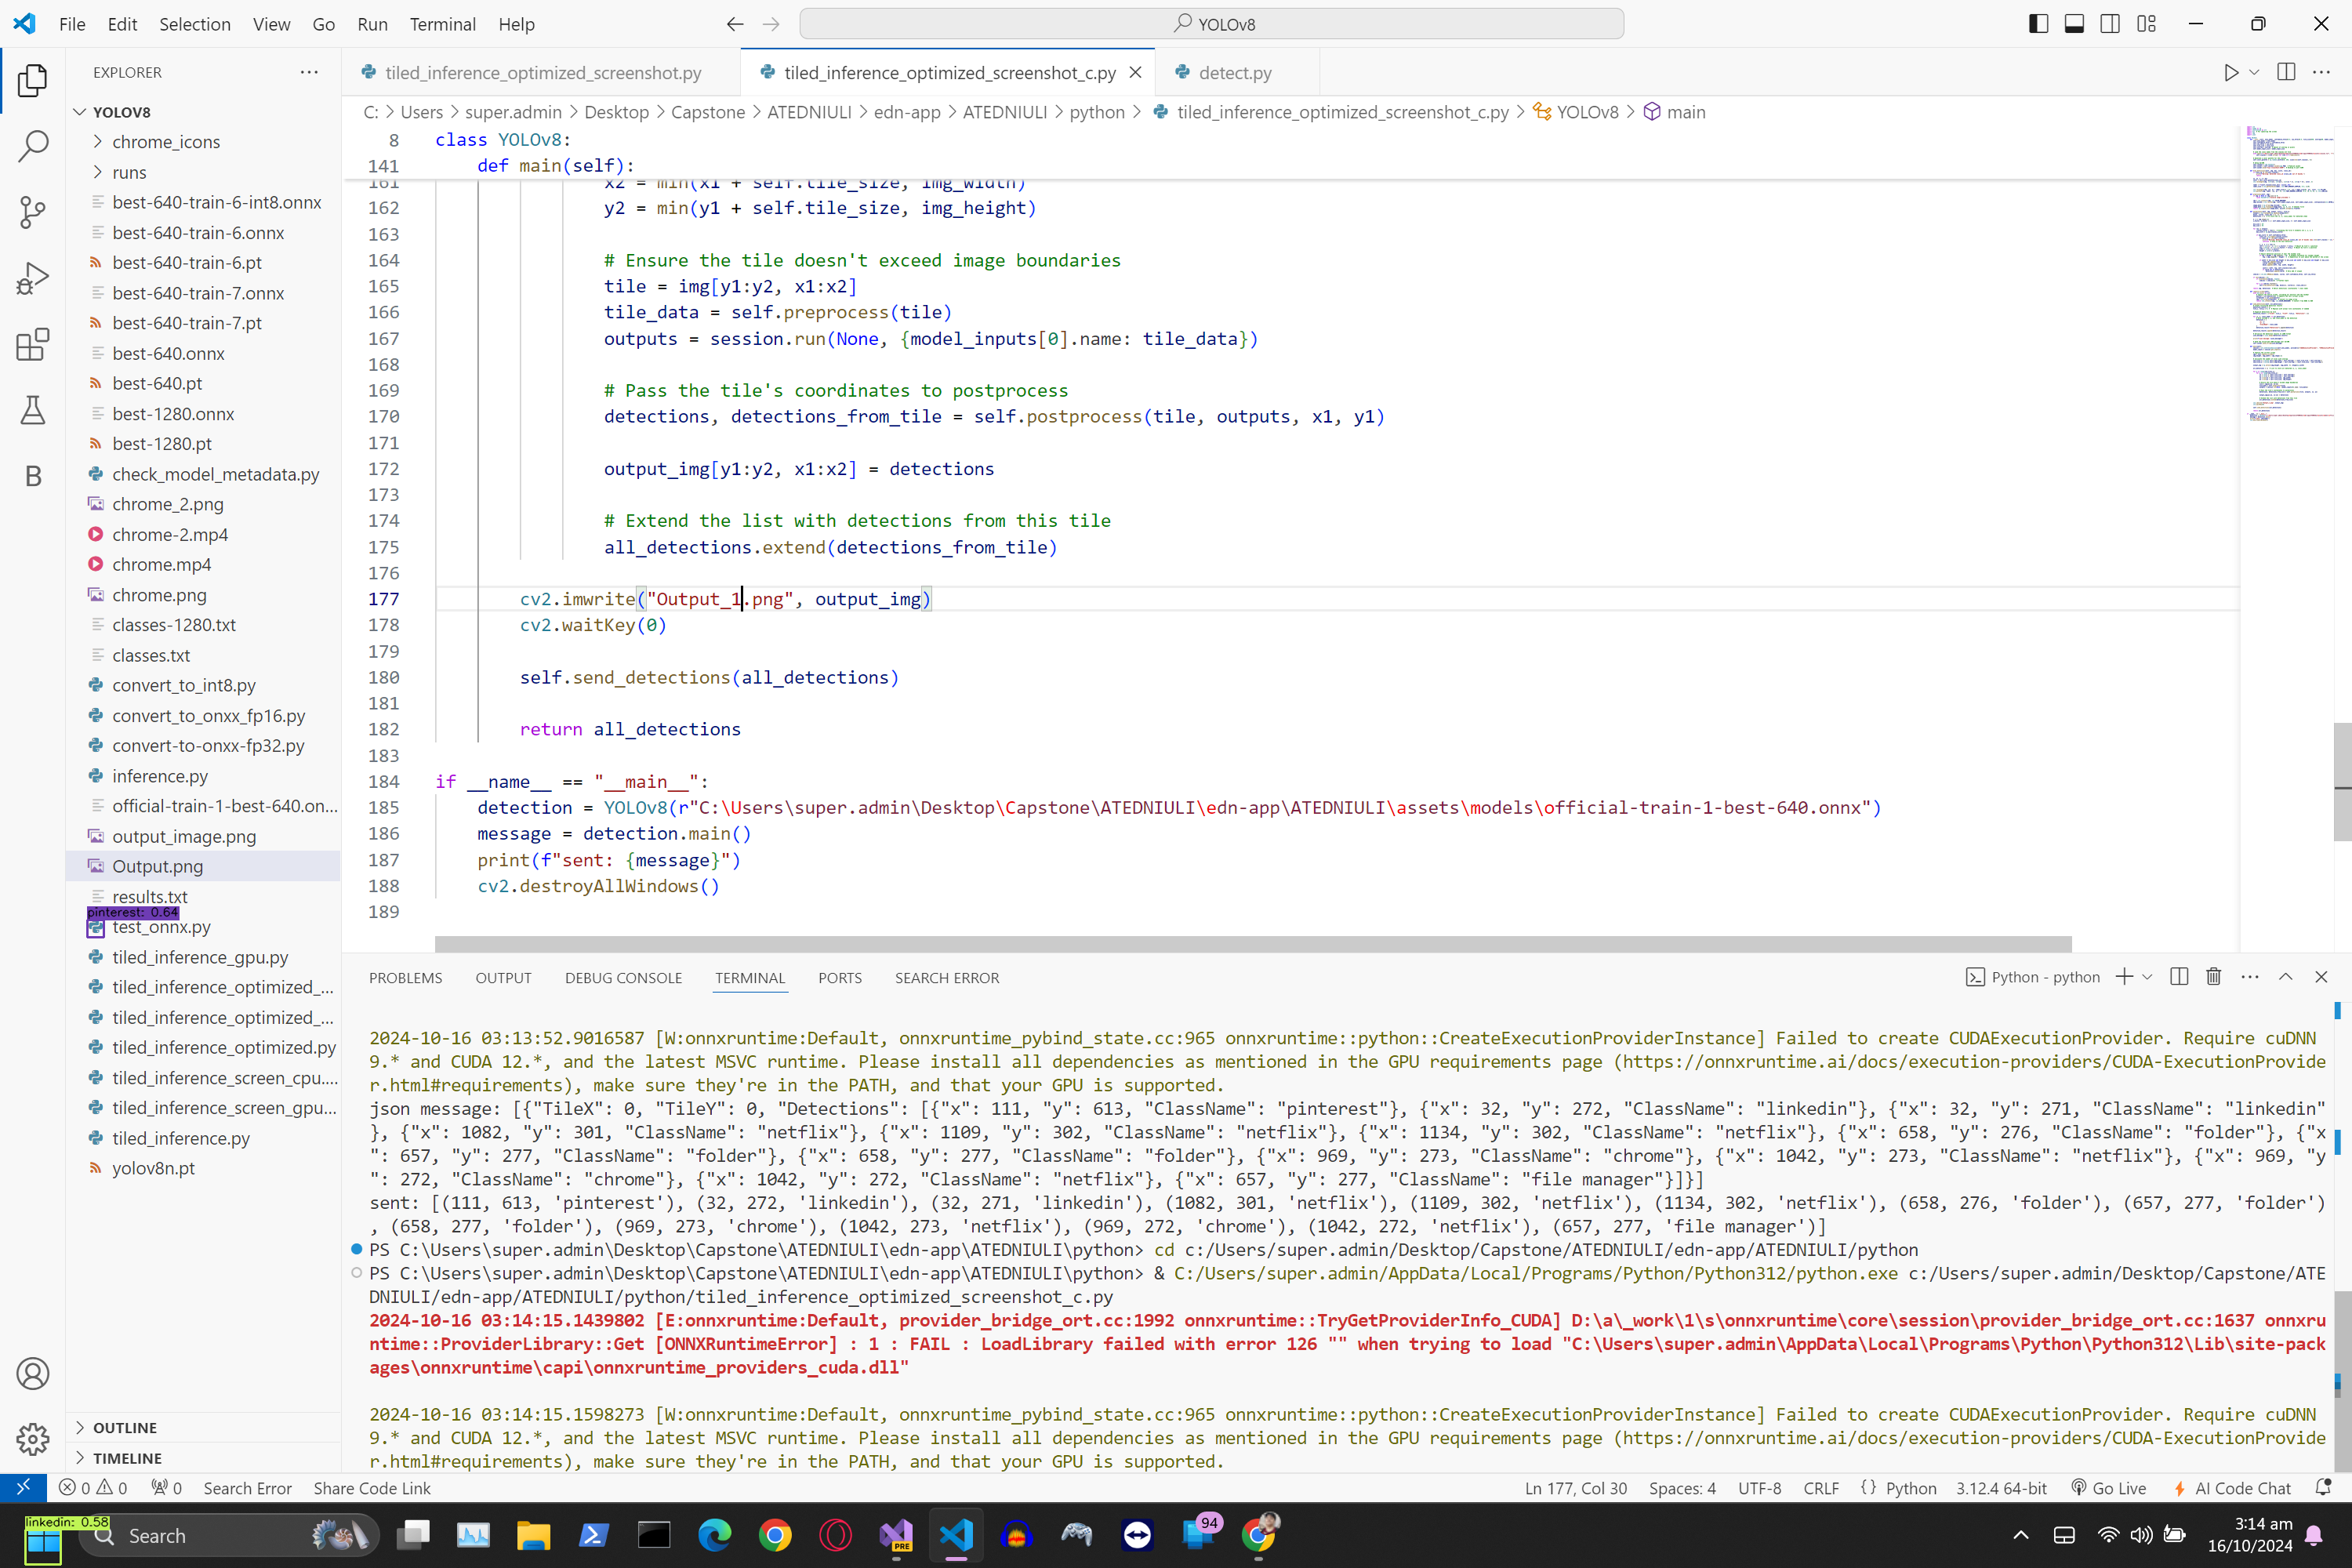 File Edit Selection View Go Run Terminal Help
YOLOv8
EXPLORER
YOLOV8
chrome_icons
runs
best-640-train-6-int8.onnx
best-640-train-6.onnx
best-640-train-6.pt
best-640-train-7.onnx
best-640-train-7.pt
best-640.onnx
best-640.pt
best-1280.onnx
best-1280.pt
check_model_metadata.py
chrome_2.png
chrome-2.mp4
chrome.mp4
chrome.png
classes-1280.txt
classes.txt
convert_to_int8.py
convert_to_onxx_fp16.py
convert-to-onxx-fp32.py
inference.py
official-train-1-best-640.on...
output_image.png
Output.png
results.txt
pinterest: 0.64
test_onnx.py
tiled_inference_gpu.py
tiled_inference_optimized_...
tiled_inference_optimized_...
tiled_inference_optimized.py
tiled_inference_screen_cpu....
tiled_inference_screen_gpu...
tiled_inference.py
yolov8n.pt
OUTLINE
TIMELINE
tiled_inference_optimized_screenshot.py tiled_inference_optimized_screenshot_c.py detect.py
C: > Users > super.admin > Desktop > Capstone > ATEDNIULI > edn-app > ATEDNIULI > python > tiled_inference_optimized_screenshot_c.py > YOLOv8 > main
8 class YOLOv8:
141 def main(self):
161 x2 = min(x1 + self.tile_size, img_width)
162 y2 = min(y1 + self.tile_size, img_height)
163
164 # Ensure the tile doesn't exceed image boundaries
165 tile = img[y1:y2, x1:x2]
166 tile_data = self.preprocess(tile)
167 outputs = session.run(None, {model_inputs[0].name: tile_data})
168
169 # Pass the tile's coordinates to postprocess
170 detections, detections_from_tile = self.postprocess(tile, outputs, x1, y1)
171
172 output_img[y1:y2, x1:x2] = detections
173
174 # Extend the list with detections from this tile
175 all_detections.extend(detections_from_tile)
176
177 cv2.imwrite("Output_1.png", output_img)
178 cv2.waitKey(0)
179
180 self.send_detections(all_detections)
181
182 return all_detections
183
184 if __name__ == "__main__":
185 detection = YOLOv8(r"C:\Users\super.admin\Desktop\Capstone\ATEDNIULI\edn-app\ATEDNIULI\assets\models\official-train-1-best-640.onnx")
186 message = detection.main()
187 print(f"sent: {message}")
188 cv2.destroyAllWindows()
189
PROBLEMS OUTPUT DEBUG CONSOLE TERMINAL PORTS SEARCH ERROR
Python - python
2024-10-16 03:13:52.9016587 [W:onnxruntime:Default, onnxruntime_pybind_state.cc:965 onnxruntime::python::CreateExecutionProviderInstance] Failed to create CUDAExecutionProvider. Require cuDNN
9.* and CUDA 12.*, and the latest MSVC runtime. Please install all dependencies as mentioned in the GPU requirements page (https://onnxruntime.ai/docs/execution-providers/CUDA-ExecutionProvide
r.html#requirements), make sure they're in the PATH, and that your GPU is supported.
json message: [{"TileX": 0, "TileY": 0, "Detections": [{"x": 111, "y": 613, "ClassName": "pinterest"}, {"x": 32, "y": 272, "ClassName": "linkedin"}, {"x": 32, "y": 271, "ClassName": "linkedin"
}, {"x": 1082, "y": 301, "ClassName": "netflix"}, {"x": 1109, "y": 302, "ClassName": "netflix"}, {"x": 1134, "y": 302, "ClassName": "netflix"}, {"x": 658, "y": 276, "ClassName": "folder"}, {"x
": 657, "y": 277, "ClassName": "folder"}, {"x": 658, "y": 277, "ClassName": "folder"}, {"x": 969, "y": 273, "ClassName": "chrome"}, {"x": 1042, "y": 273, "ClassName": "netflix"}, {"x": 969, "y
": 272, "ClassName": "chrome"}, {"x": 1042, "y": 272, "ClassName": "netflix"}, {"x": 657, "y": 277, "ClassName": "file manager"}]}]
sent: [(111, 613, 'pinterest'), (32, 272, 'linkedin'), (32, 271, 'linkedin'), (1082, 301, 'netflix'), (1109, 302, 'netflix'), (1134, 302, 'netflix'), (658, 276, 'folder'), (657, 277, 'folder')
, (658, 277, 'folder'), (969, 273, 'chrome'), (1042, 273, 'netflix'), (969, 272, 'chrome'), (1042, 272, 'netflix'), (657, 277, 'file manager')]
PS C:\Users\super.admin\Desktop\Capstone\ATEDNIULI\edn-app\ATEDNIULI\python> cd c:/Users/super.admin/Desktop/Capstone/ATEDNIULI/edn-app/ATEDNIULI/python
PS C:\Users\super.admin\Desktop\Capstone\ATEDNIULI\edn-app\ATEDNIULI\python> & C:/Users/super.admin/AppData/Local/Programs/Python/Python312/python.exe c:/Users/super.admin/Desktop/Capstone/ATE
DNIULI/edn-app/ATEDNIULI/python/tiled_inference_optimized_screenshot_c.py
2024-10-16 03:14:15.1439802 [E:onnxruntime:Default, provider_bridge_ort.cc:1992 onnxruntime::TryGetProviderInfo_CUDA] D:\a\_work\1\s\onnxruntime\core\session\provider_bridge_ort.cc:1637 onnxru
ntime::ProviderLibrary::Get [ONNXRuntimeError] : 1 : FAIL : LoadLibrary failed with error 126 "" when trying to load "C:\Users\super.admin\AppData\Local\Programs\Python\Python312\Lib\site-pack
ages\onnxruntime\capi\onnxruntime_providers_cuda.dll"
2024-10-16 03:14:15.1598273 [W:onnxruntime:Default, onnxruntime_pybind_state.cc:965 onnxruntime::python::CreateExecutionProviderInstance] Failed to create CUDAExecutionProvider. Require cuDNN
9.* and CUDA 12.*, and the latest MSVC runtime. Please install all dependencies as mentioned in the GPU requirements page (https://onnxruntime.ai/docs/execution-providers/CUDA-ExecutionProvide
r.html#requirements), make sure they're in the PATH, and that your GPU is supported.
0 0 0 Search Error Share Code Link Ln 177, Col 30 Spaces: 4 UTF-8 CRLF {} Python 3.12.4 64-bit Go Live AI Code Chat
linkedin: 0.58
Search
PRE
94
3:14 am
16/10/2024